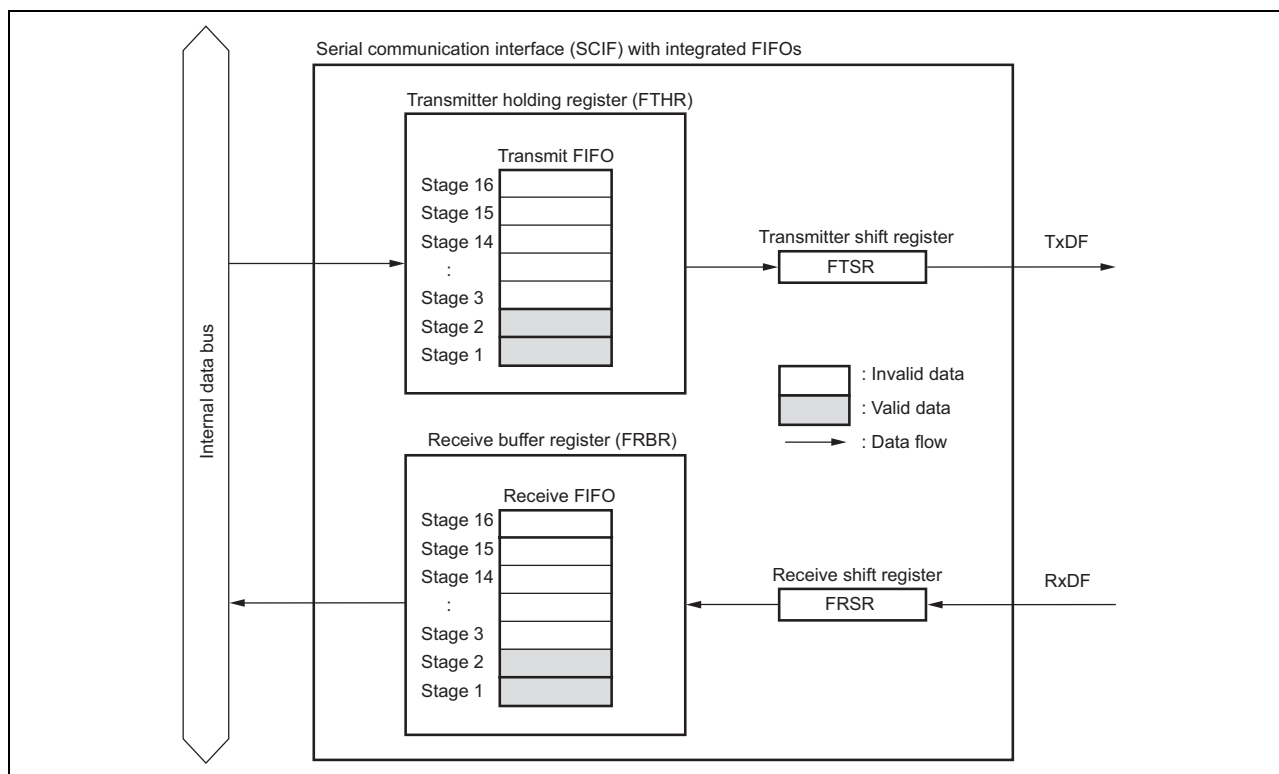 Serial communication interface (SCIF) with integrated FIFOs
Internal data bus
Transmitter holding register (FTHR)
Transmit FIFO
Stage 16
Stage 15
Stage 14
:
Stage 3
Stage 2
Stage 1
Transmitter shift register
FTSR
TxDF
: Invalid data
: Valid data
: Data flow
Receive buffer register (FRBR)
Receive FIFO
Stage 16
Stage 15
Stage 14
:
Stage 3
Stage 2
Stage 1
Receive shift register
FRSR
RxDF